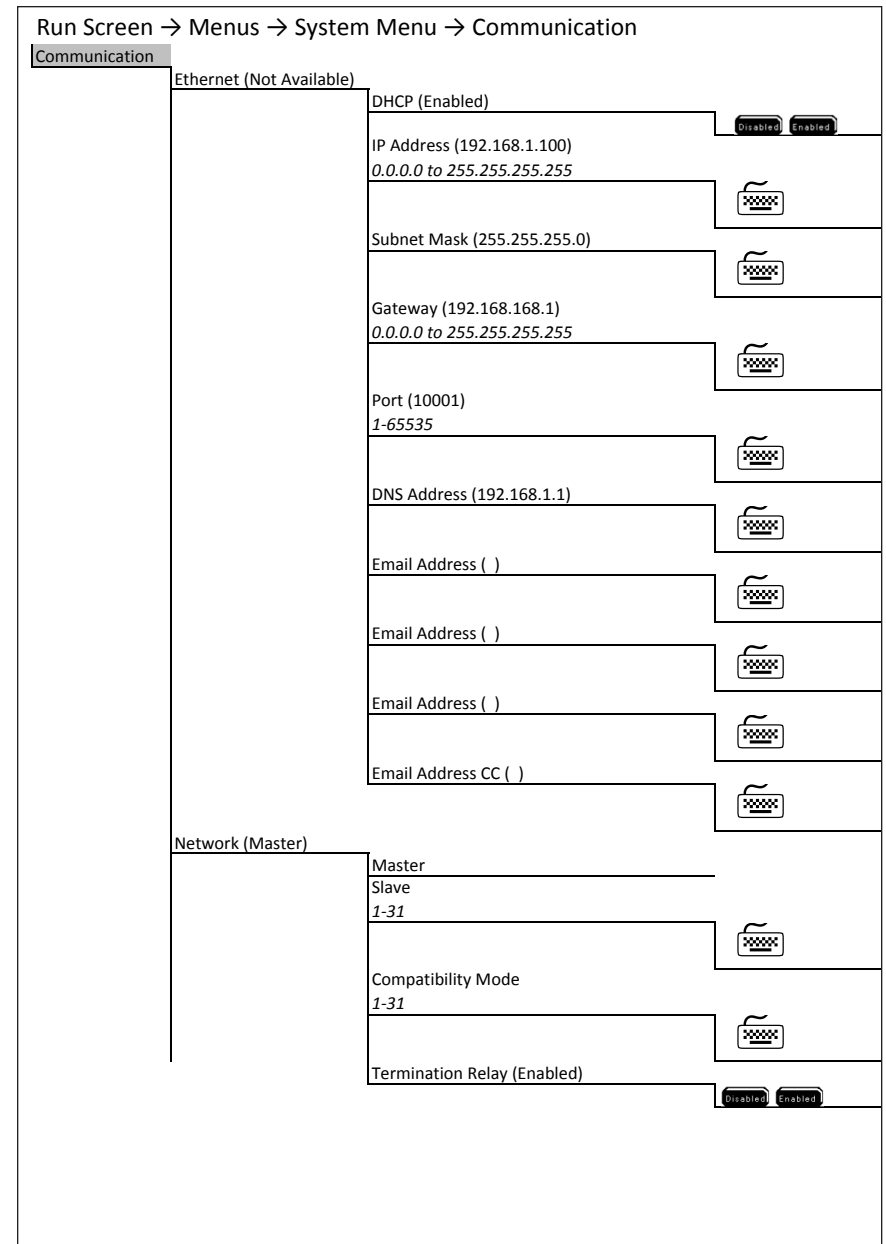 Run Screen → Menus → System Menu → Communication
Communication
Ethernet (Not Available)
DHCP (Enabled)
Disabled Enabled
IP Address (192.168.1.100)
0.0.0.0 to 255.255.255.255
Subnet Mask (255.255.255.0)
Gateway (192.168.168.1)
0.0.0.0 to 255.255.255.255
Port (10001)
1-65535
DNS Address (192.168.1.1)
Email Address ( )
Email Address ( )
Email Address ( )
Email Address CC ( )
Network (Master)
Master
Slave
1-31
Compatibility Mode
1-31
Termination Relay (Enabled)
Disabled Enabled